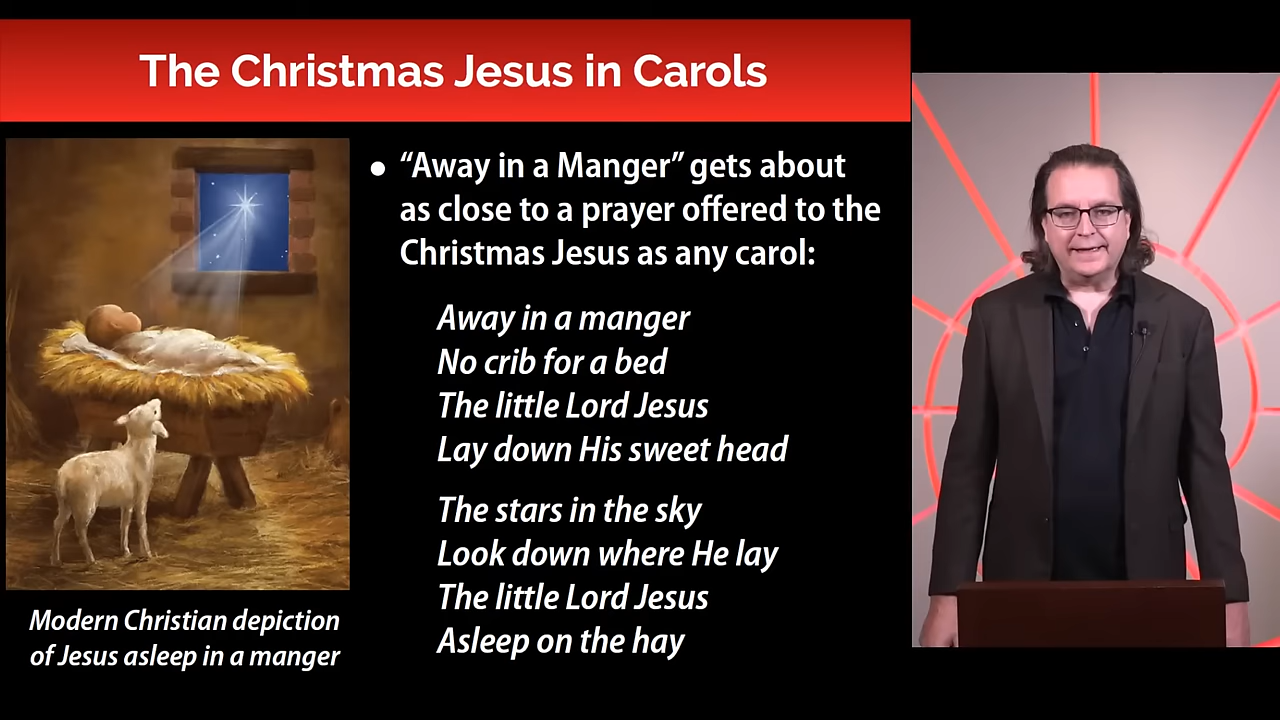 The Christmas Jesus in Carols
• “Away in a Manger” gets about
as close to a prayer offered to the
Christmas Jesus as any carol:
Away in a manger
No crib for a bed
The little Lord Jesus
Lay down His sweet head
The stars in the sky
Look down where He lay
The little Lord Jesus
Asleep on the hay
Modern Christian depiction
of Jesus asleep in a manger